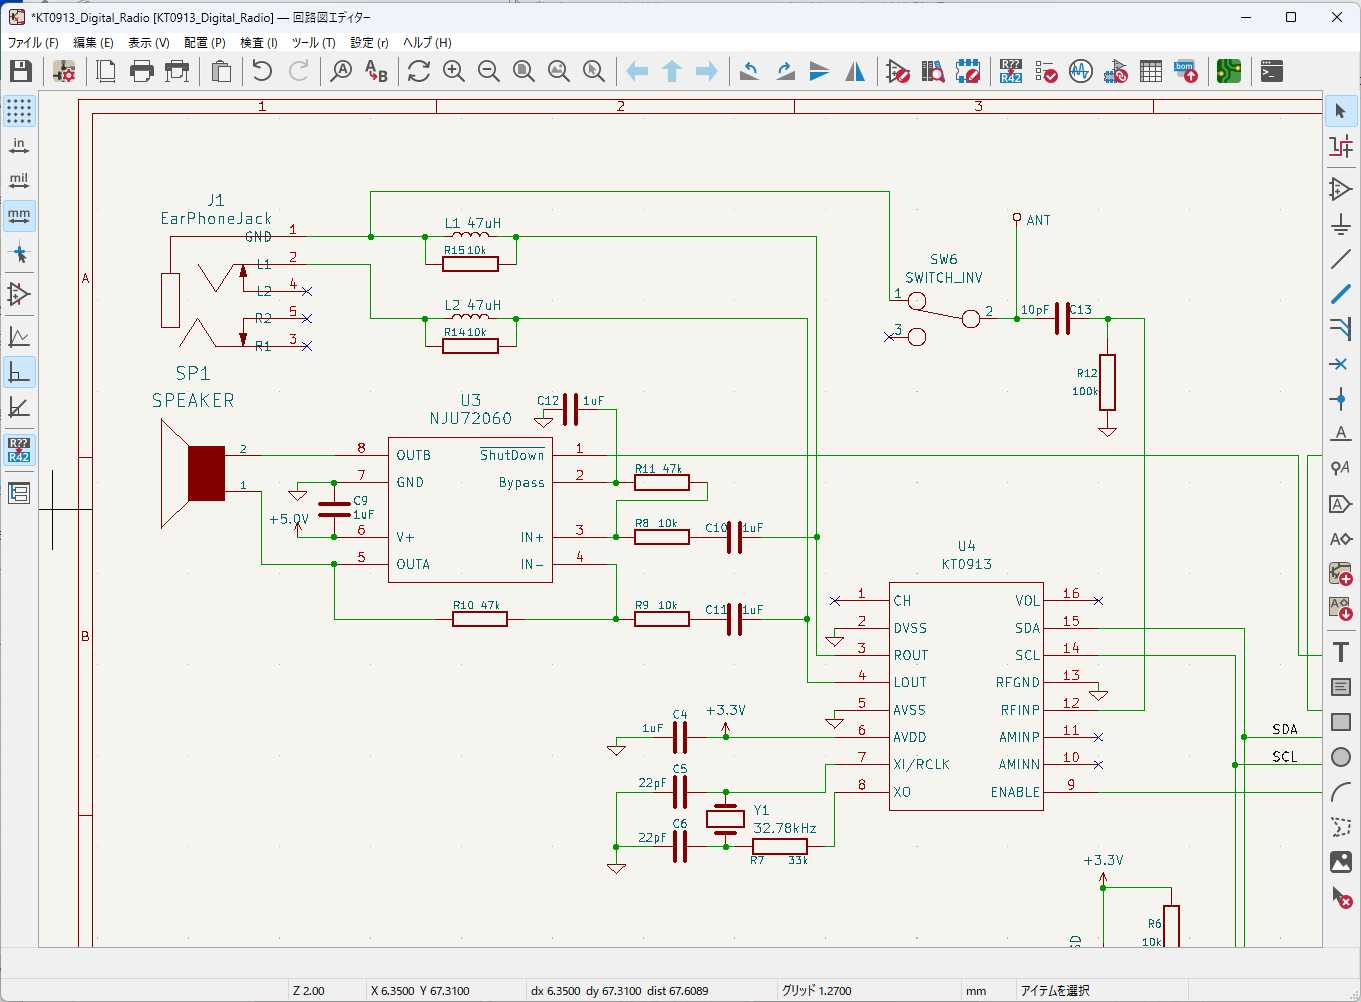 *KT0913_Digital_Radio [KT0913_Digital_Radio] — 回路図エディター
ファイル (F) 編集 (E) 表示 (V) 配置 (P) 検査 (I) ツール (T) 設定 (r) ヘルプ (H)
A
A B
R?? R42
bom
>_
in
mil
mm
R??
R42
A
A
A
A
A
T
1 2 3
A
B
J1
EarPhoneJack
GND 1
L1 2
L2 4
R2 5
R1 3
L1 47uH
R15 10k
L2 47uH
R14 10k
ANT
SW6
SWITCH_INV
1
2
3
10pF C13
R12
100k
SP1
SPEAKER
2
1
U3
NJU72060
8 OUTB ShutDown 1
7 GND Bypass 2
6 V+ IN+ 3
5 OUTA IN- 4
C12 1uF
C9
1uF
+5.0V
R11 47k
R8 10k C10 1uF
R10 47k
R9 10k C11 1uF
U4
KT0913
1 CH VOL 16
2 DVSS SDA 15
3 ROUT SCL 14
4 LOUT RFGND 13
5 AVSS RFINP 12
6 AVDD AMINP 11
7 XI/RCLK AMINN 10
8 XO ENABLE 9
C4
1uF
+3.3V
C5
22pF
C6
22pF
Y1
32.78kHz
R7 33k
SDA
SCL
+3.3V
R6
10k
Z 2.00 X 6.3500 Y 67.3100 dx 6.3500 dy 67.3100 dist 67.6089 グリッド 1.2700 mm アイテムを選択